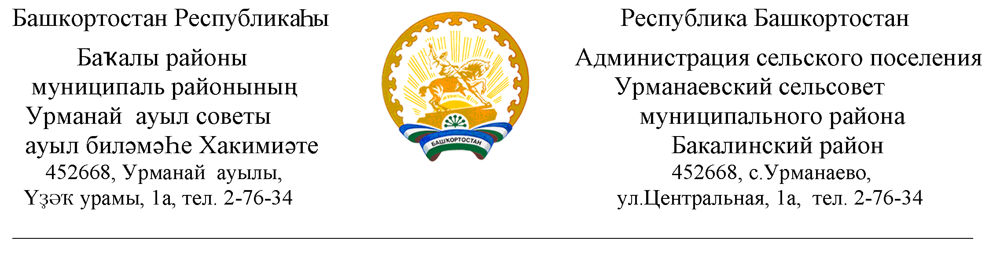 Башкортостан Республикаһы
Баҡалы районы
муниципаль районының
Урманай ауыл советы
ауыл биләмәҺе Хакимиәте
452668, Урманай ауылы,
Үҙәҡ урамы, 1а, тел. 2-76-34
БАШҠОРТОСТАН
Республика Башкортостан
Администрация сельского поселения
Урманаевский сельсовет
муниципального района
Бакалинский район
452668, с.Урманаево,
ул.Центральная, 1а, тел. 2-76-34